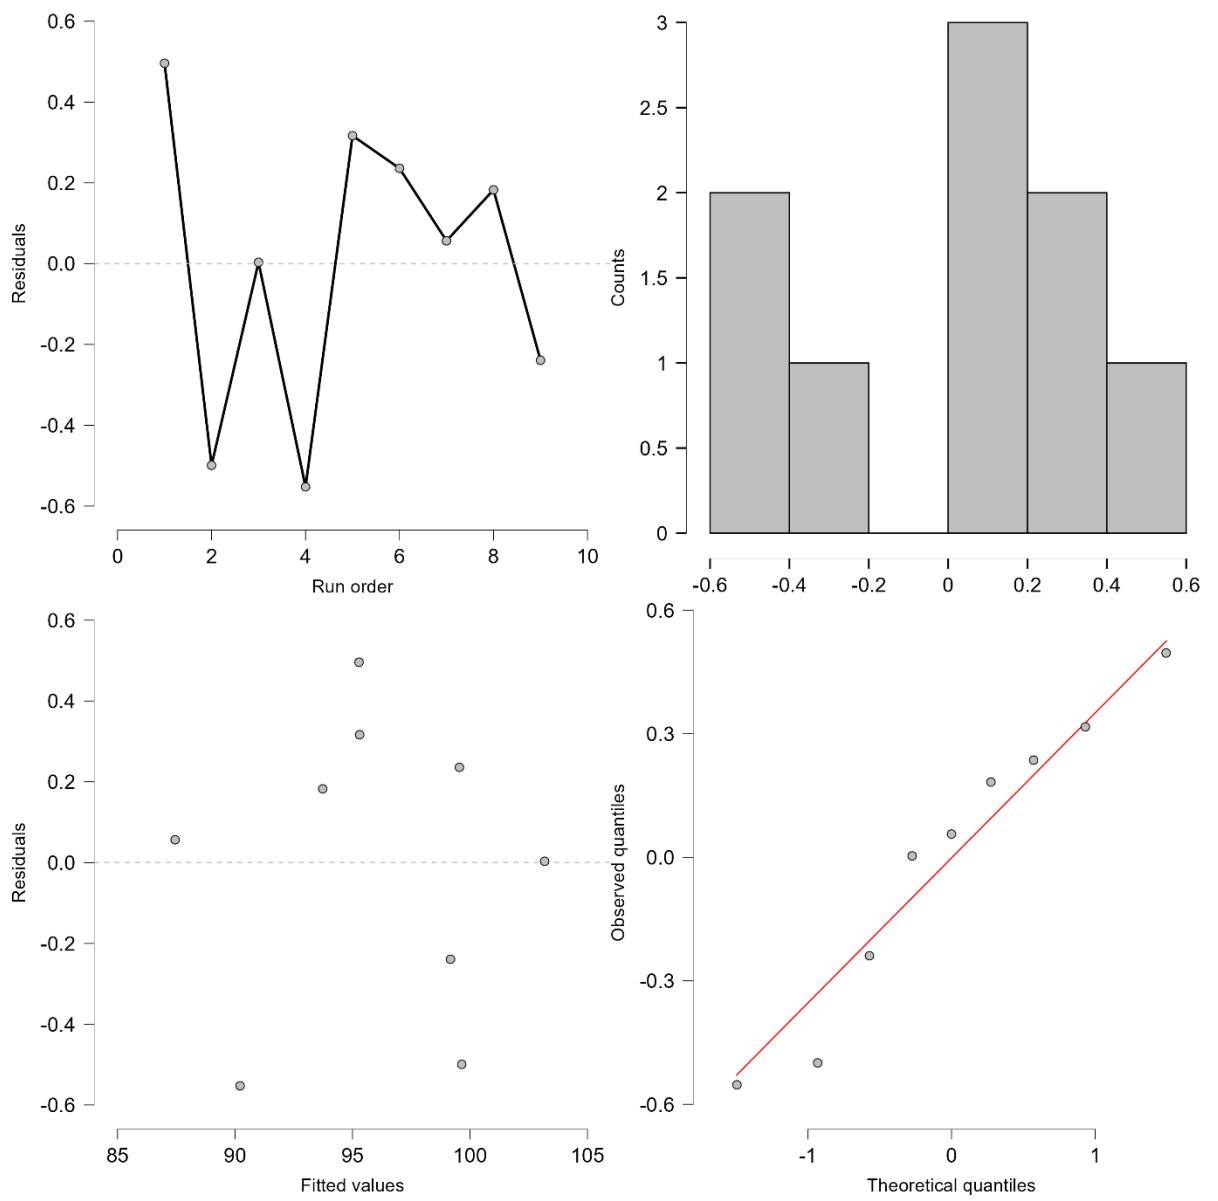 0.6
0.4
0.2
0.0
-0.2
-0.4
-0.6
Residuals
0 2 4 6 8 10
Run order
3
2.5
2
1.5
1
0.5
0
Counts
-0.6 -0.4 -0.2 0 0.2 0.4 0.6
0.6
0.4
0.2
0.0
-0.2
-0.4
-0.6
Residuals
85 90 95 100 105
Fitted values
0.6
0.3
0.0
-0.3
-0.6
Observed quantiles
-1 0 1
Theoretical quantiles